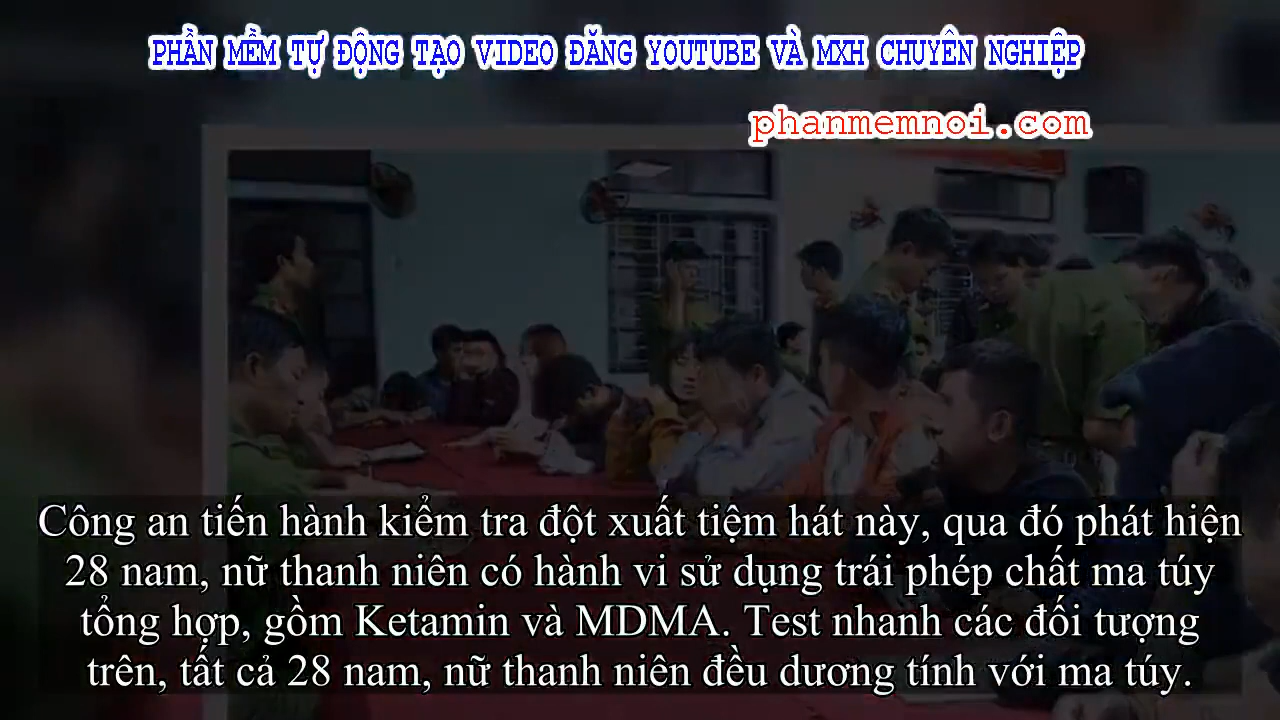 PHẦN MỀM TỰ ĐỘNG TẠO VIDEO ĐĂNG YOUTUBE VÀ MXH CHUYÊN NGHIỆP
phanmemnoi.com
Công an tiến hành kiểm tra đột xuất tiệm hát này, qua đó phát hiện
28 nam, nữ thanh niên có hành vi sử dụng trái phép chất ma túy
tổng hợp, gồm Ketamin và MDMA. Test nhanh các đối tượng
trên, tất cả 28 nam, nữ thanh niên đều dương tính với ma túy.